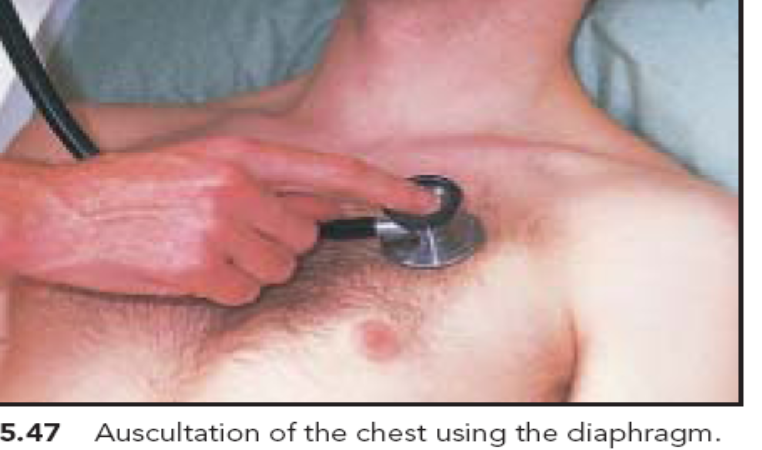 5.47 Auscultation of the chest using the diaphragm.